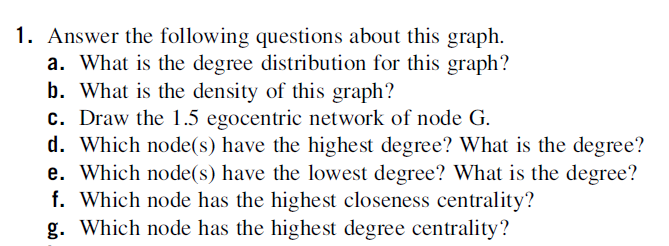 1. Answer the following questions about this graph.
a. What is the degree distribution for this graph?
b. What is the density of this graph?
c. Draw the 1.5 egocentric network of node G.
d. Which node(s) have the highest degree? What is the degree?
e. Which node(s) have the lowest degree? What is the degree?
f. Which node has the highest closeness centrality?
g. Which node has the highest degree centrality?